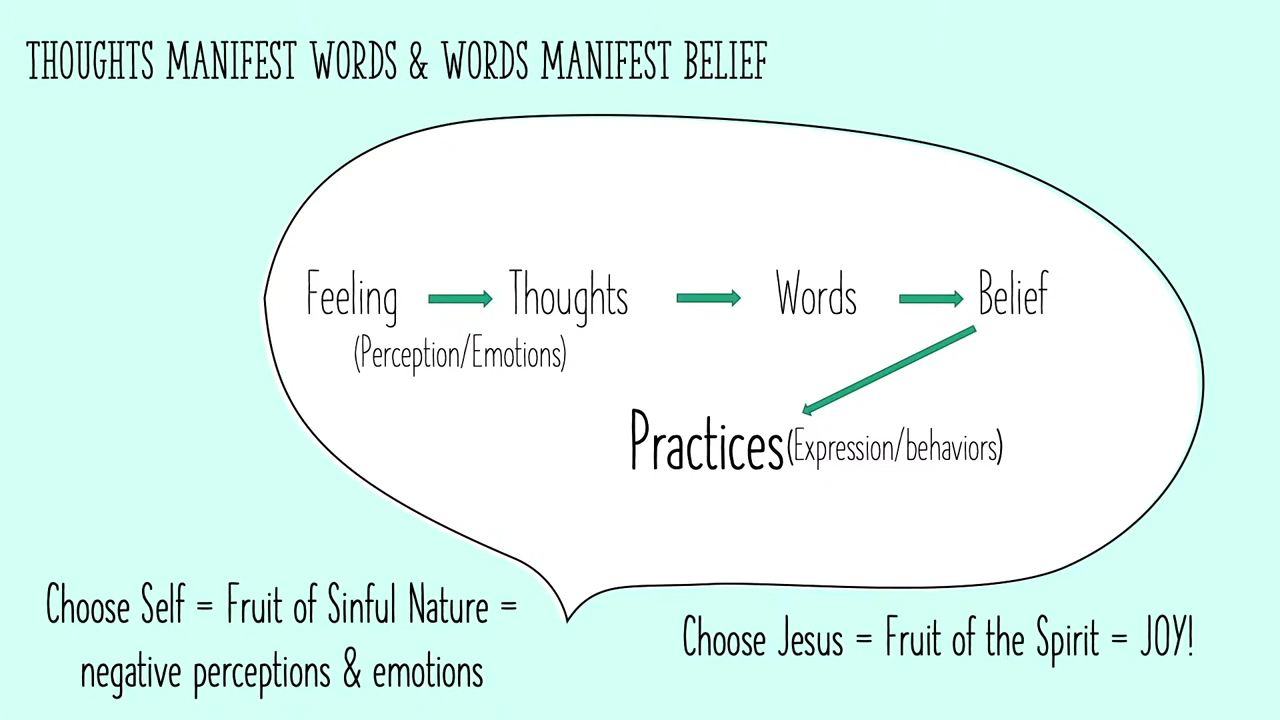 THOUGHTS MANIFEST WORDS & WORDS MANIFEST BELIEF
Feeling Thoughts Words Belief
(Perception/Emotions)
Practices (Expression/behaviors)
Choose Self = Fruit of Sinful Nature =
negative perceptions & emotions
Choose Jesus = Fruit of the Spirit = JOY!